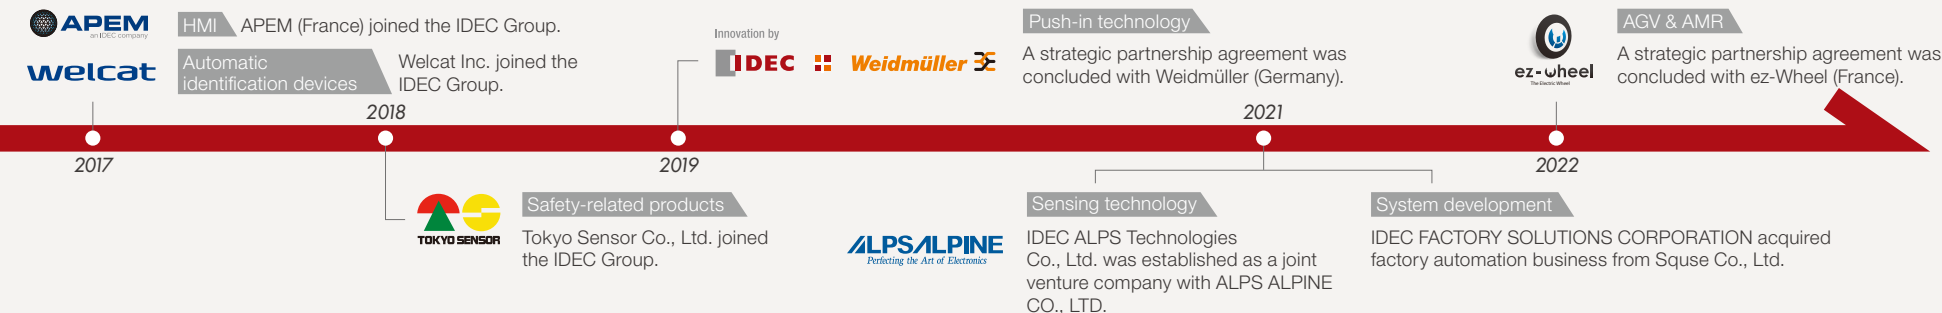 APEM
an IDEC company
HMI
APEM (France) joined the IDEC Group.
welcat
Automatic
identification devices
Welcat Inc. joined the
IDEC Group.
2017
2018
TOKYO SENSOR
Safety-related products
Tokyo Sensor Co., Ltd. joined
the IDEC Group.
Innovation by
IDEC
Weidmüller
2019
Push-in technology
A strategic partnership agreement was
concluded with Weidmüller (Germany).
2021
ALPSALPINE
Perfecting the Art of Electronics
Sensing technology
IDEC ALPS Technologies
Co., Ltd. was established as a joint
venture company with ALPS ALPINE
CO., LTD.
System development
IDEC FACTORY SOLUTIONS CORPORATION acquired
factory automation business from Squse Co., Ltd.
ez-wheel
The Electric Wheel
AGV & AMR
A strategic partnership agreement was
concluded with ez-Wheel (France).
2022